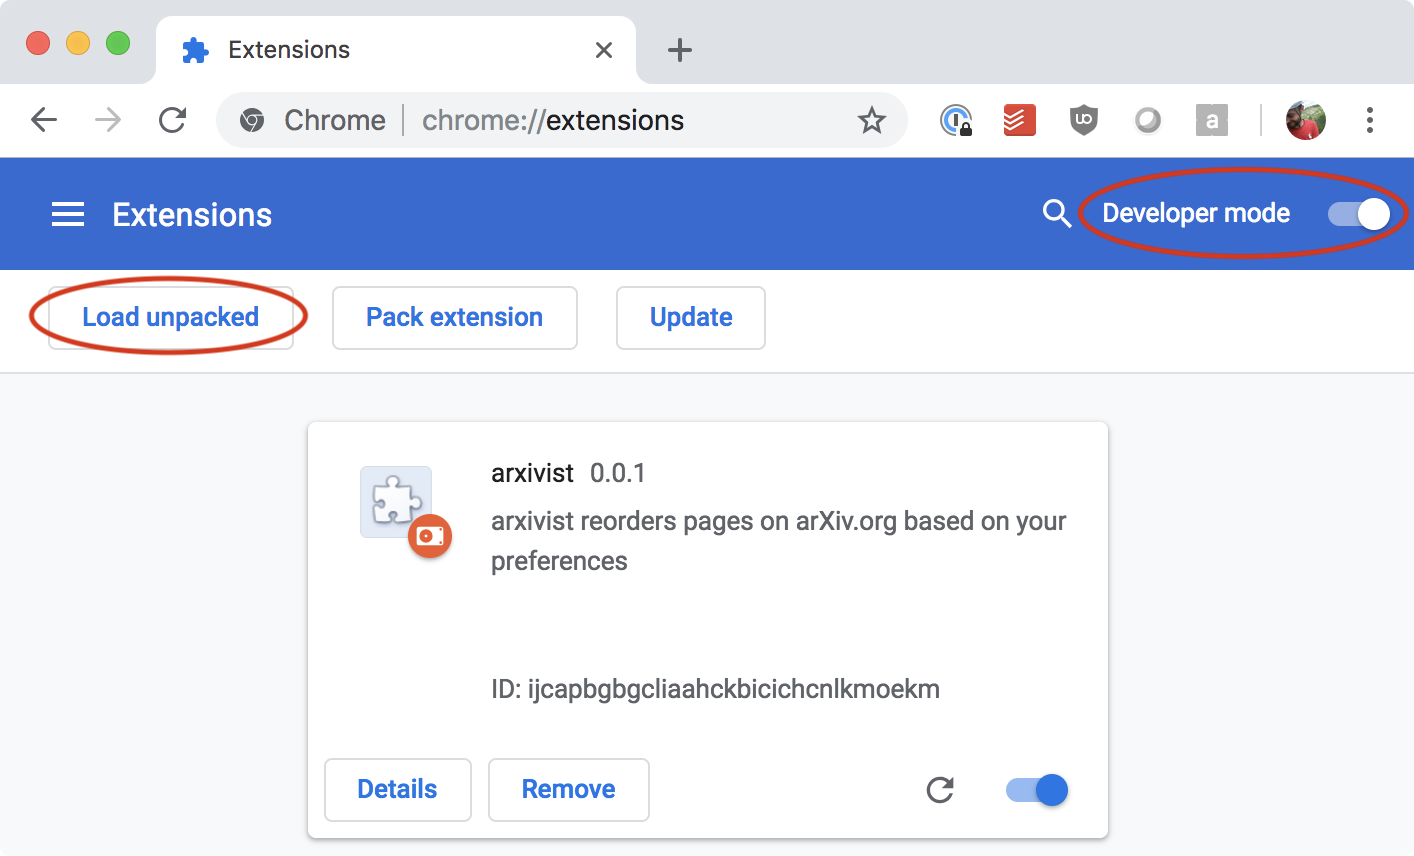 Extensions
Chrome chrome://extensions
UO
a
Extensions
Developer mode
Load unpacked
Pack extension
Update
arxivist 0.0.1
arxivist reorders pages on arXiv.org based on your
preferences
ID: ijcapbgbgcliaahckbicichcnlkmoekm
Details
Remove